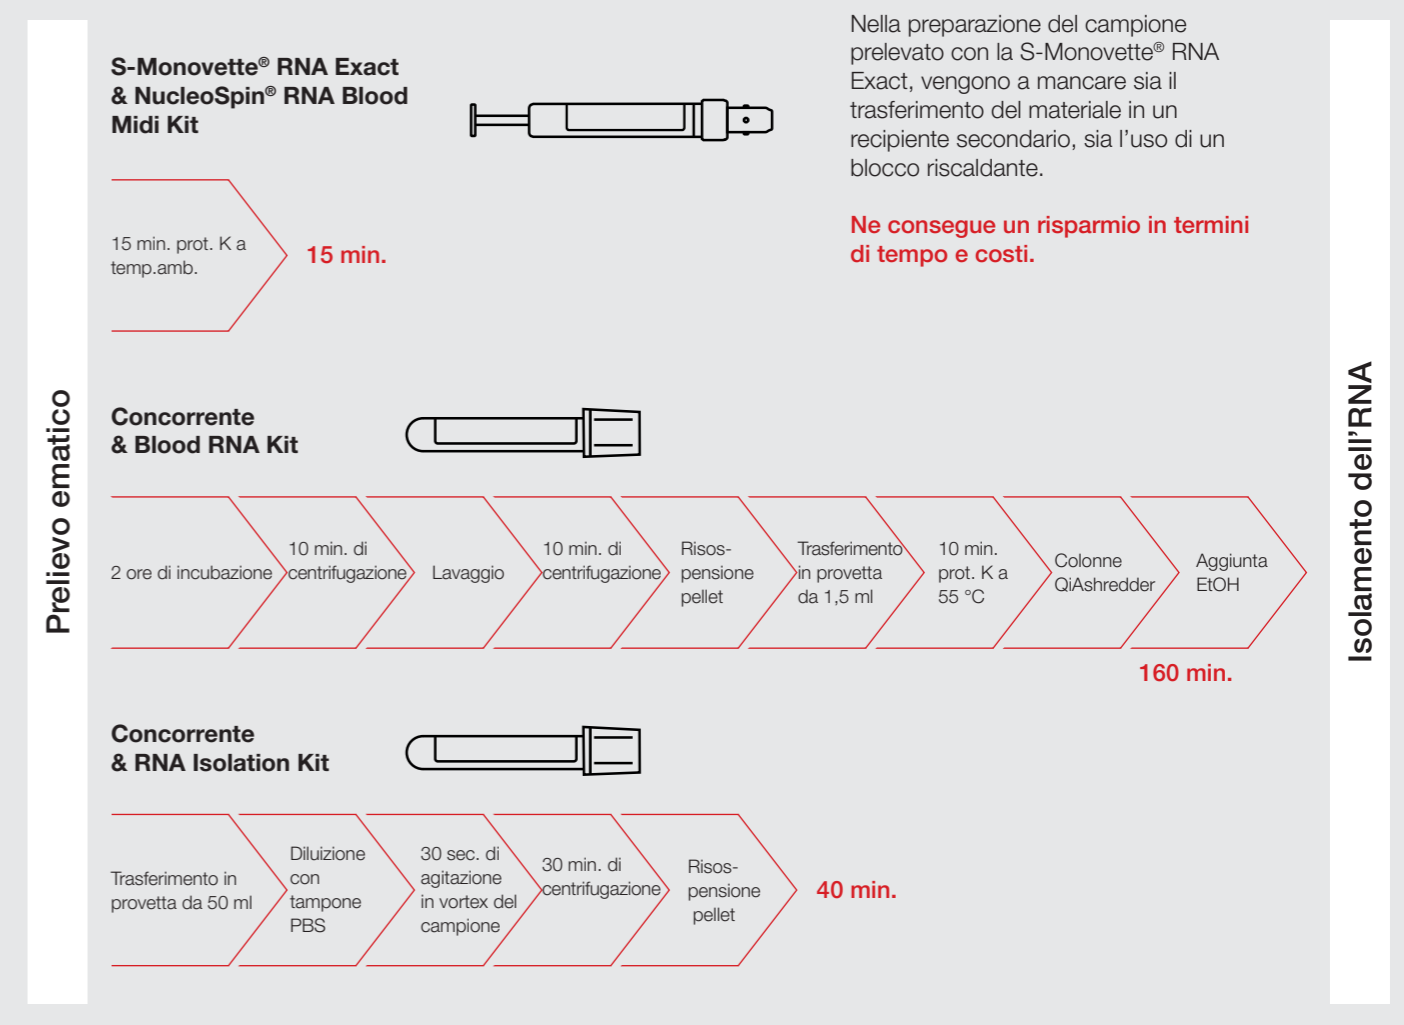 Prelievo ematico
S-Monovette® RNA Exact
& NucleoSpin® RNA Blood
Midi Kit
Nella preparazione del campione
prelevato con la S-Monovette® RNA
Exact, vengono a mancare sia il
trasferimento del materiale in un
recipiente secondario, sia l’uso di un
blocco riscaldante.
Ne consegue un risparmio in termini
di tempo e costi.
15 min. prot. K a
temp.amb.
15 min.
Concorrente
& Blood RNA Kit
2 ore di incubazione
10 min. di
centrifugazione
Lavaggio
10 min. di
centrifugazione
Risos-
pensione
pellet
Trasferimento
in provetta
da 1,5 ml
10 min.
prot. K a
55 °C
Colonne
QiAshredder
Aggiunta
EtOH
160 min.
Concorrente
& RNA Isolation Kit
Trasferimento in
provetta da 50 ml
Diluizione
con
tampone
PBS
30 sec. di
agitazione
in vortex del
campione
30 min. di
centrifugazione
Risos-
pensione
pellet
40 min.
Isolamento dell’RNA